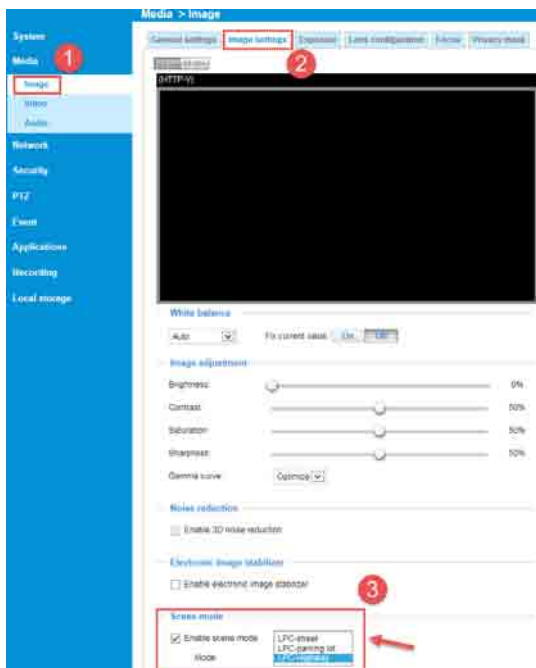 Media > Image
System
Media
Image
Video
Audio
Network
Security
PTZ
Event
Applications
Recording
Local storage
1
General settings
Image settings
Exposure
Lens configuration
Focus
Privacy mask
2
(HTTP-V)
White balance
Auto
Fix current value
On
Off
Image adjustment
Brightness
0%
Contrast
50%
Saturation
50%
Sharpness
50%
Gamma curve
Optimize
Noise reduction
Enable 3D noise reduction
Electronic image stabilizer
Enable electronic image stabilizer
3
Scene mode
Enable scene mode
Mode
LPC-street
LPC-parking lot
LPC-highway